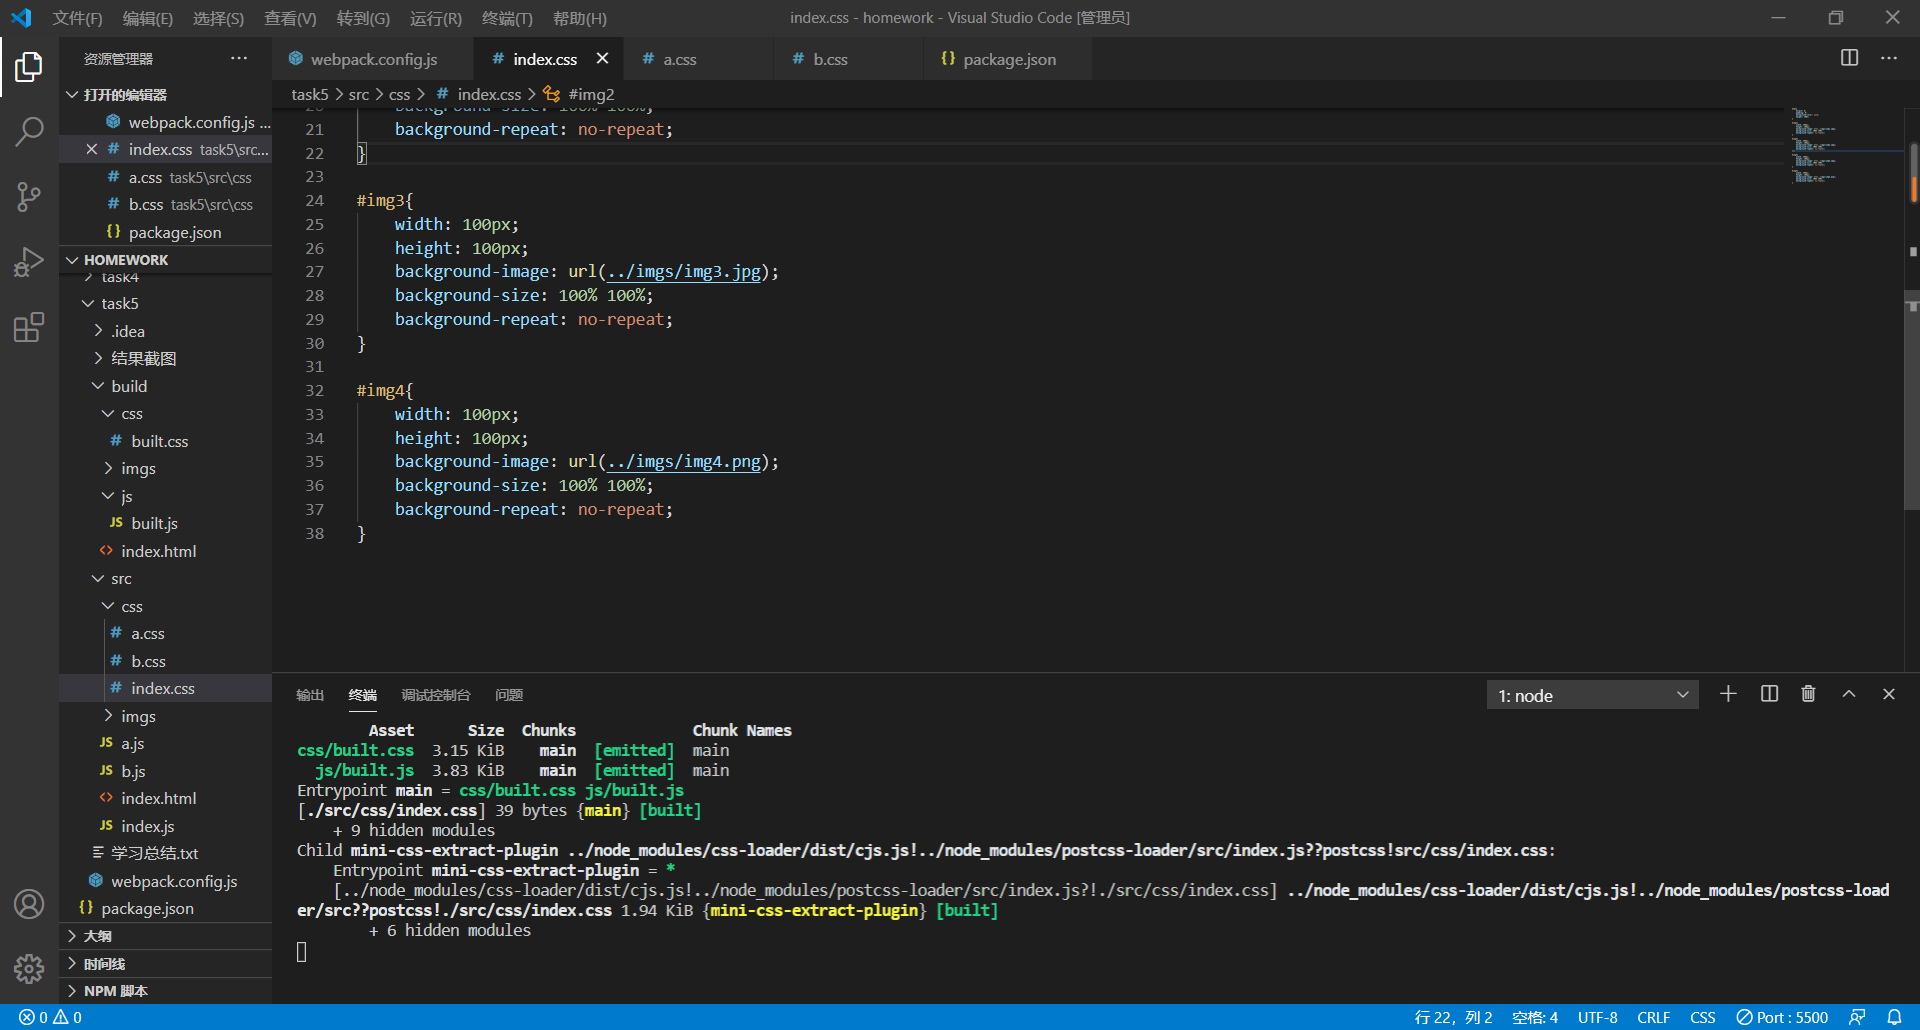 文件(F) 编辑(E) 选择(S) 查看(V) 转到(G) 运行(R) 终端(T) 帮助(H) index.css - homework - Visual Studio Code [管理员]
资源管理器
打开的编辑器
webpack.config.js ...
index.css task5\src...
a.css task5\src\css
b.css task5\src\css
{} package.json
HOMEWORK
task4
task5
.idea
结果截图
build
css
# built.css
imgs
js
JS built.js
<> index.html
src
css
# a.css
# b.css
# index.css
imgs
JS a.js
JS b.js
<> index.html
JS index.js
学习总结.txt
webpack.config.js
{} package.json
大纲
时间线
NPM 脚本
webpack.config.js # index.css # a.css # b.css {} package.json
task5 > src > css > # index.css > #img2
20 background-size: 100% 100%;
21 background-repeat: no-repeat;
22 }
23
24 #img3{
25 width: 100px;
26 height: 100px;
27 background-image: url(../imgs/img3.jpg);
28 background-size: 100% 100%;
29 background-repeat: no-repeat;
30 }
31
32 #img4{
33 width: 100px;
34 height: 100px;
35 background-image: url(../imgs/img4.png);
36 background-size: 100% 100%;
37 background-repeat: no-repeat;
38 }
输出 终端 调试控制台 问题 1: node
Asset Size Chunks Chunk Names
css/built.css 3.15 KiB main [emitted] main
js/built.js 3.83 KiB main [emitted] main
Entrypoint main = css/built.css js/built.js
[./src/css/index.css] 39 bytes {main} [built]
+ 9 hidden modules
Child mini-css-extract-plugin ../node_modules/css-loader/dist/cjs.js!../node_modules/postcss-loader/src/index.js??postcss!src/css/index.css:
Entrypoint mini-css-extract-plugin = *
[../node_modules/css-loader/dist/cjs.js!../node_modules/postcss-loader/src/index.js?!./src/css/index.css] ../node_modules/css-loader/dist/cjs.js!../node_modules/postcss-load
er/src??postcss!./src/css/index.css 1.94 KiB {mini-css-extract-plugin} [built]
+ 6 hidden modules
0 0 行 22，列 2 空格: 4 UTF-8 CRLF CSS Port : 5500